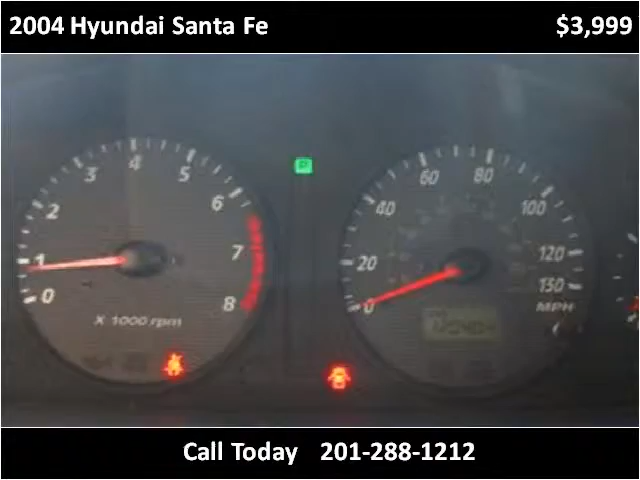 2004 Hyundai Santa Fe $3,999
4
3 5
2 6
1 7
0 8
X 1000 rpm
P
60 80
40 100
20 120
0 150
MPH
Call Today 201-288-1212